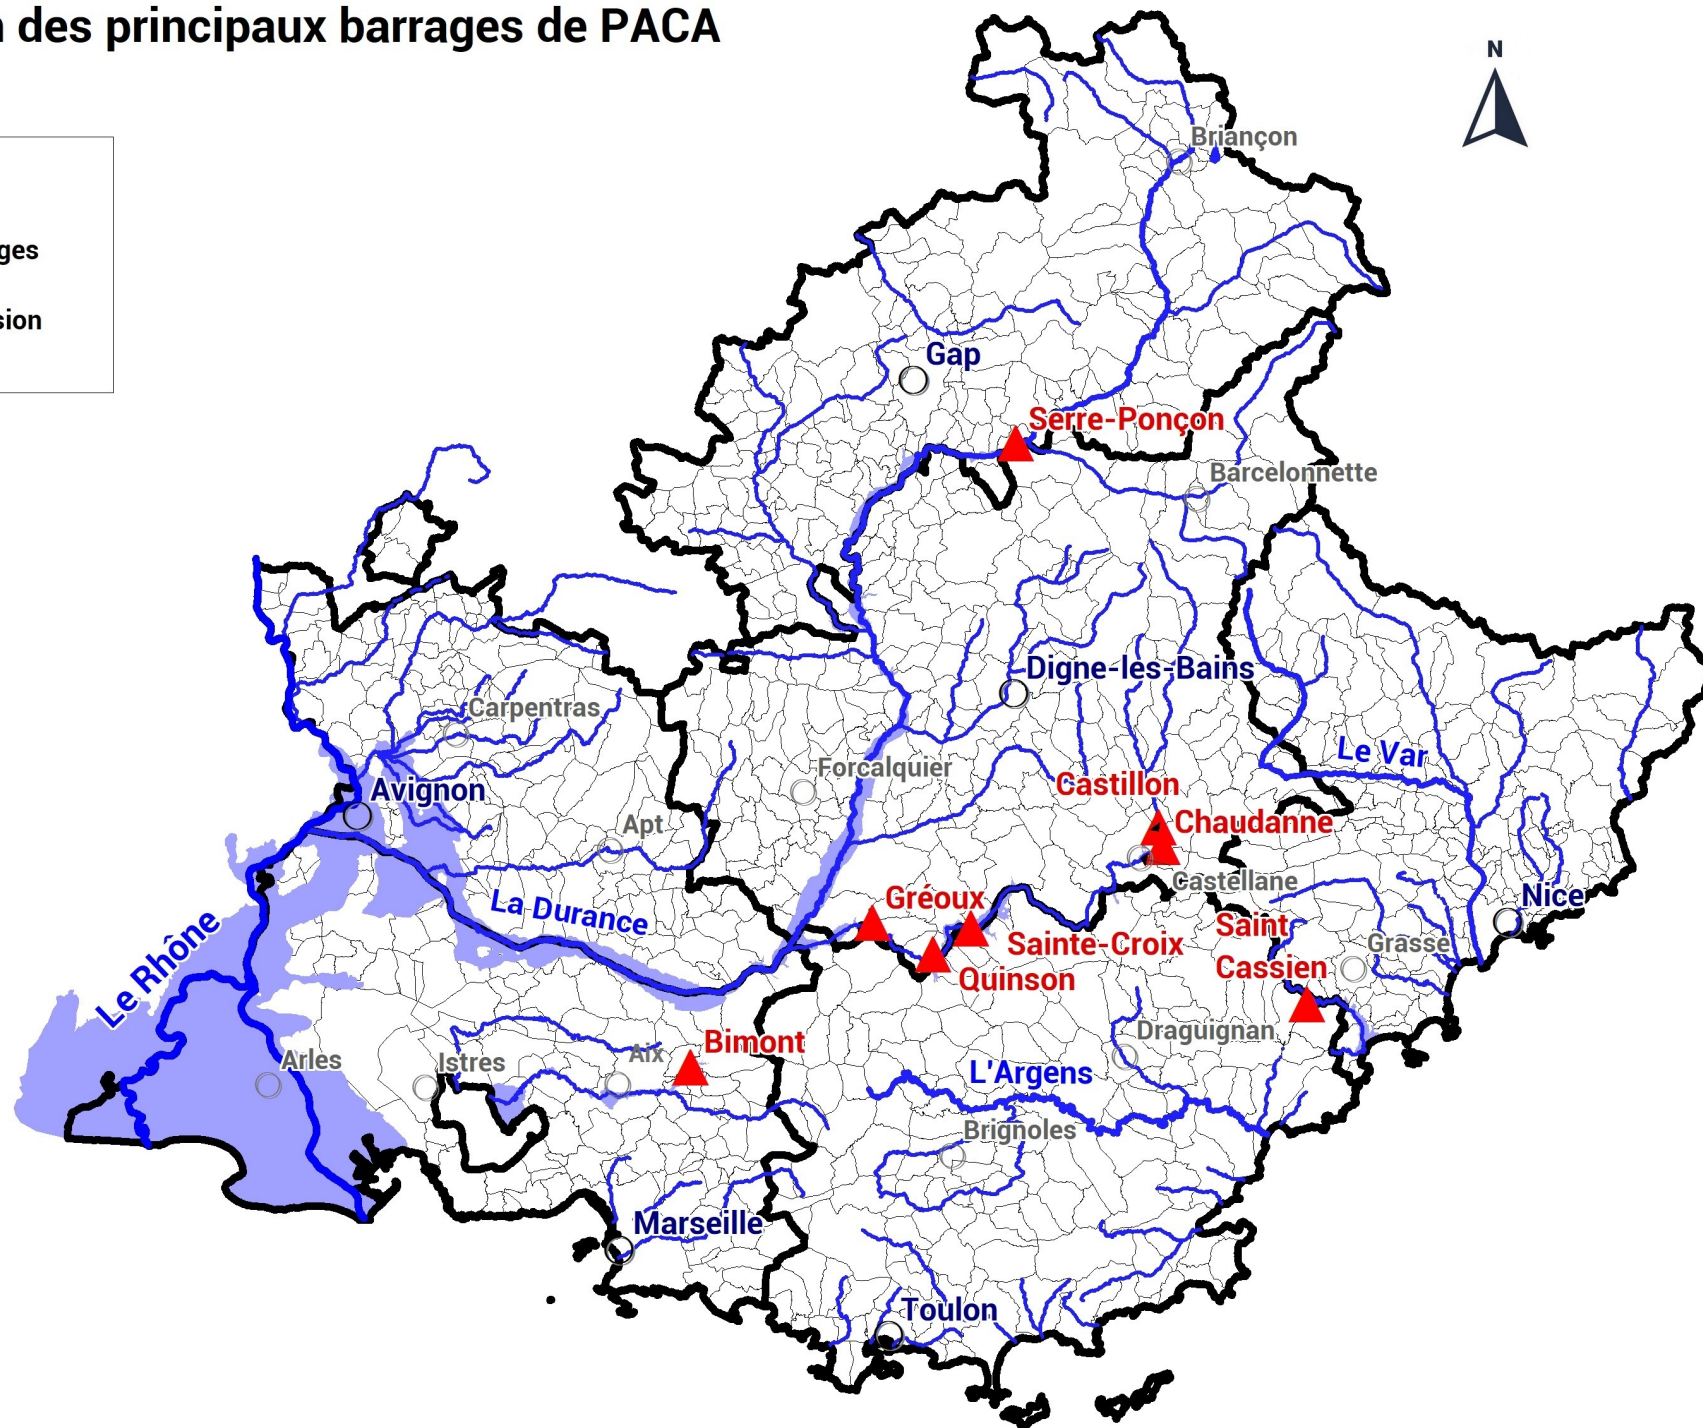 des principaux barrages de PACA
N
Briançon
Gap
Serre-Ponçon
Barcelonnette
Digne-les-Bains
Carpentras
Le Var
Forcalquier
Castillon
Avignon
Chaudanne
Apt
Castellane
Gréoux
Nice
La Durance
Saint
Cassien
Grasse
Sainte-Croix
Le Rhône
Quinson
Draguignan
Bimont
Aix
Arles
Istres
L'Argens
Brignoles
Marseille
Toulon